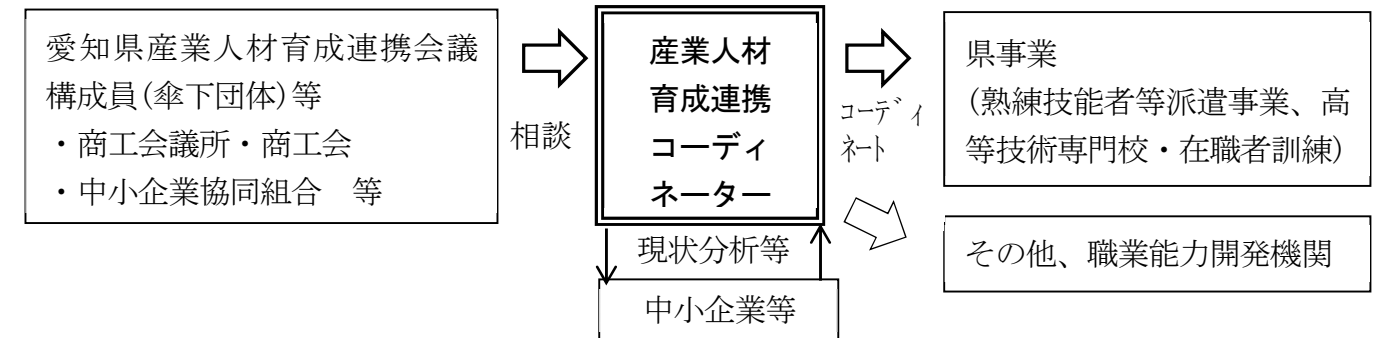 愛知県産業人材育成連携会議
構成員(傘下団体)等
・商工会議所・商工会
・中小企業協同組合　等
相談
産業人材
育成連携
コーディ
ネーター
ｺｰﾃﾞｨ
ﾈｰﾄ
県事業
(熟練技能者等派遣事業、高
等技術専門校・在職者訓練)
その他、職業能力開発機関
現状分析等
中小企業等